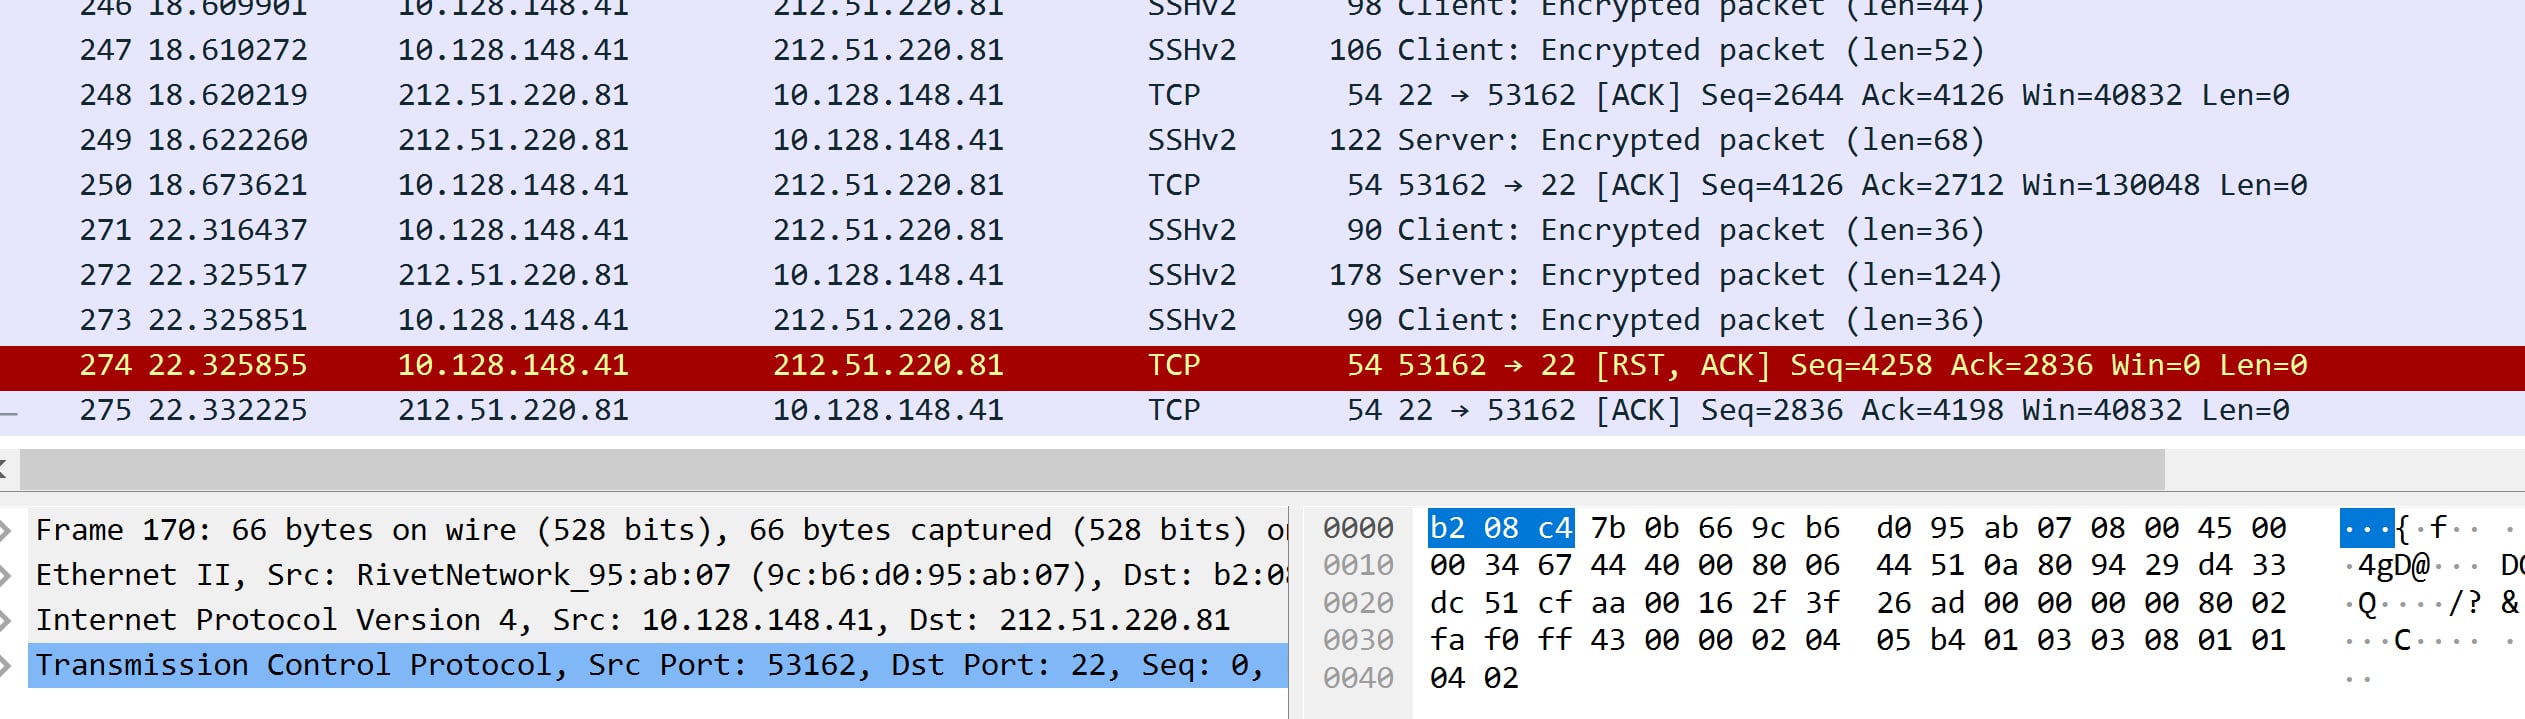 246 18.609901 10.128.148.41 212.51.220.81 SSHv2 98 Client: Encrypted packet (len=44)
247 18.610272 10.128.148.41 212.51.220.81 SSHv2 106 Client: Encrypted packet (len=52)
248 18.620219 212.51.220.81 10.128.148.41 TCP 54 22 → 53162 [ACK] Seq=2644 Ack=4126 Win=40832 Len=0
249 18.622260 212.51.220.81 10.128.148.41 SSHv2 122 Server: Encrypted packet (len=68)
250 18.673621 10.128.148.41 212.51.220.81 TCP 54 53162 → 22 [ACK] Seq=4126 Ack=2712 Win=130048 Len=0
271 22.316437 10.128.148.41 212.51.220.81 SSHv2 90 Client: Encrypted packet (len=36)
272 22.325517 212.51.220.81 10.128.148.41 SSHv2 178 Server: Encrypted packet (len=124)
273 22.325851 10.128.148.41 212.51.220.81 SSHv2 90 Client: Encrypted packet (len=36)
274 22.325855 10.128.148.41 212.51.220.81 TCP 54 53162 → 22 [RST, ACK] Seq=4258 Ack=2836 Win=0 Len=0
275 22.332225 212.51.220.81 10.128.148.41 TCP 54 22 → 53162 [ACK] Seq=2836 Ack=4198 Win=40832 Len=0
Frame 170: 66 bytes on wire (528 bits), 66 bytes captured (528 bits)
Ethernet II, Src: RivetNetwork_95:ab:07 (9c:b6:d0:95:ab:07), Dst: b2:0
Internet Protocol Version 4, Src: 10.128.148.41, Dst: 212.51.220.81
Transmission Control Protocol, Src Port: 53162, Dst Port: 22, Seq: 0,
0000 b2 08 c4 7b 0b 66 9c b6 d0 95 ab 07 08 00 45 00 ···{·f·· ·
0010 00 34 67 44 40 00 80 06 44 51 0a 80 94 29 d4 33 ·4gD@··· D
0020 dc 51 cf aa 00 16 2f 3f 26 ad 00 00 00 00 80 02 ·Q····/? &
0030 fa f0 ff 43 00 00 02 04 05 b4 01 03 03 08 01 01 ···C···· ·
0040 04 02 ··